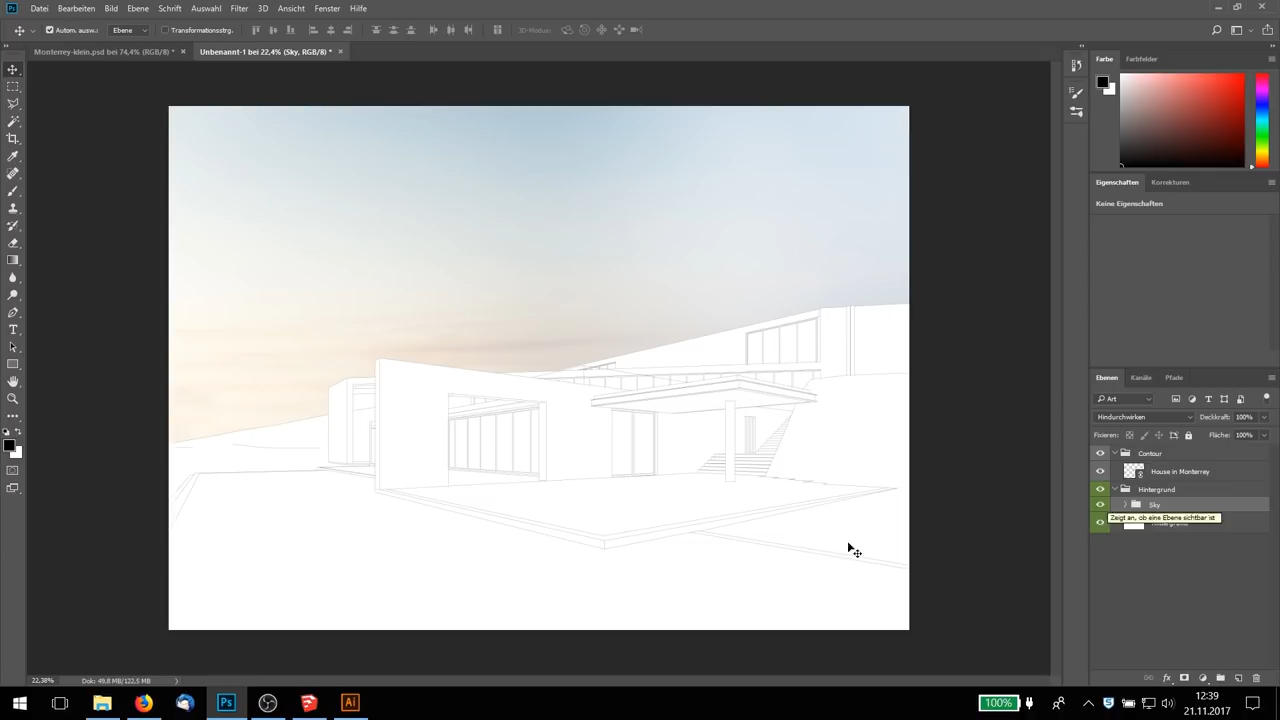 Ps Datei Bearbeiten Bild Ebene Schrift Auswahl Filter 3D Ansicht Fenster Hilfe
Autom. ausw.: Ebene Transformationsstrg. 3D-Modus:
Monterrey-klein.psd bei 74,4% (RGB/8) * × Unbenannt-1 bei 22,4% (Sky, RGB/8) * ×
Farbe Farbfelder
Eigenschaften Korrekturen
Keine Eigenschaften
Ebenen Kanäle Pfade
Art
Hindurchwirken Deckkraft: 100%
Fixieren: Fläche: 100%
Contour
House in Monterrey
Hintergrund
Sky
Zeigt an, ob eine Ebene sichtbar ist
22,38% Dok: 49,8 MB/122,5 MB
Ps Ai 100% 12:39
21.11.2017